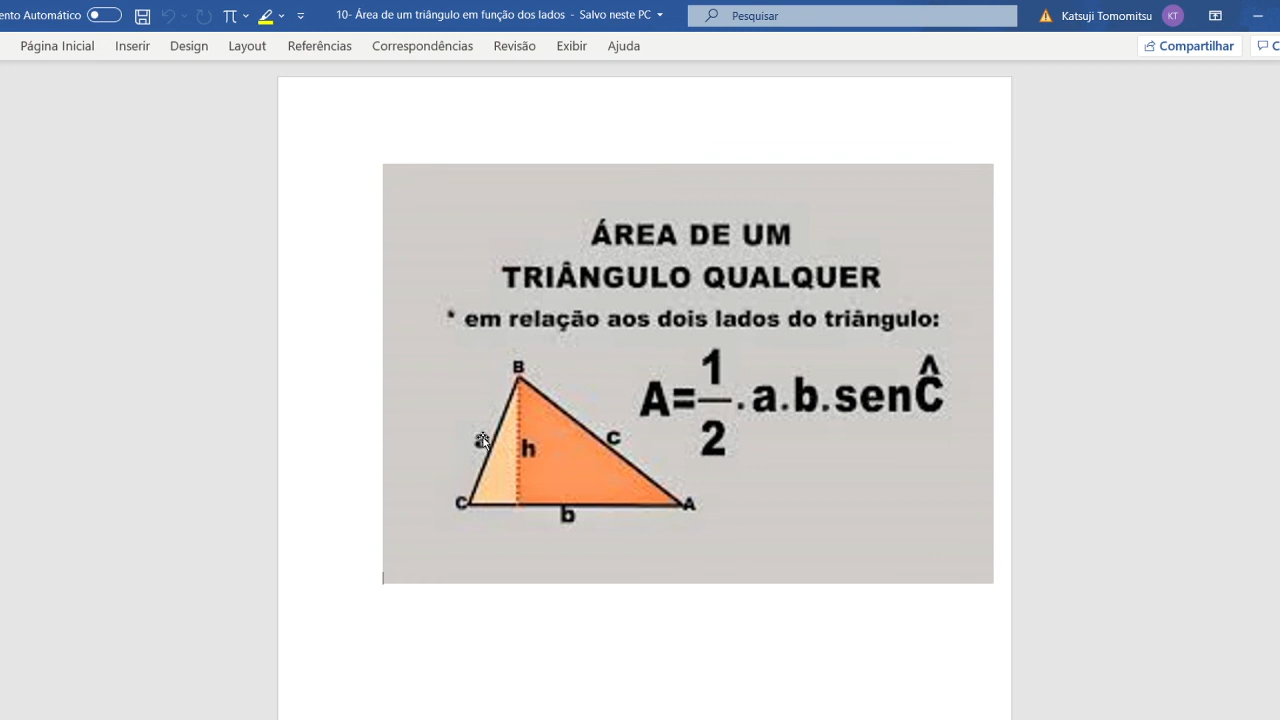 ento Automático
10- Área de um triângulo em função dos lados - Salvo neste PC
Pesquisar
Katsuji Tomomitsu
KT
Página Inicial
Inserir
Design
Layout
Referências
Correspondências
Revisão
Exibir
Ajuda
Compartilhar
C
ÁREA DE UM
TRIÂNGULO QUALQUER
* em relação aos dois lados do triângulo:
A=1/2.a.b.senĈ
B
h
c
C
b
A